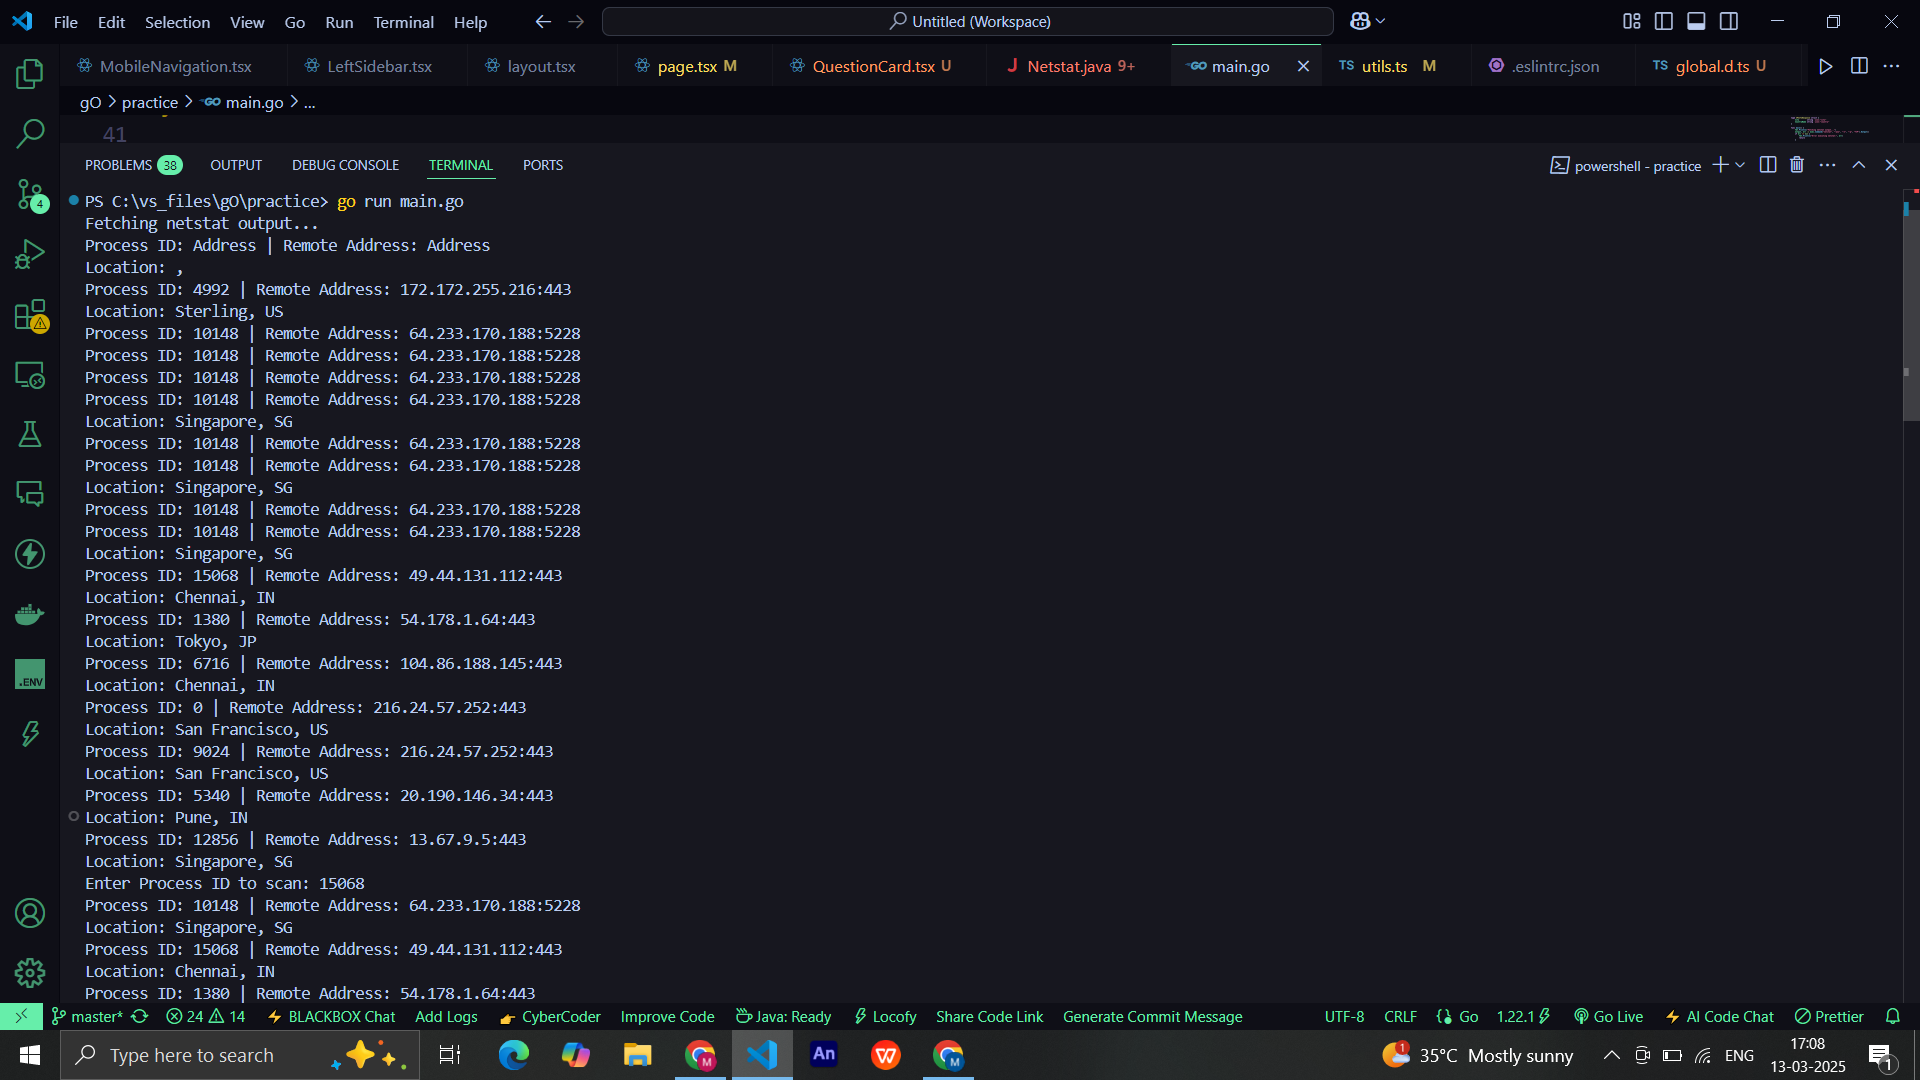 File Edit Selection View Go Run Terminal Help Untitled (Workspace)
MobileNavigation.tsx LeftSidebar.tsx layout.tsx page.tsx M QuestionCard.tsx U J Netstat.java 9+ GO main.go TS utils.ts M .eslintrc.json TS global.d.ts U
gO > practice > GO main.go > ...
41
PROBLEMS 38 OUTPUT DEBUG CONSOLE TERMINAL PORTS powershell - practice
PS C:\vs_files\gO\practice> go run main.go
Fetching netstat output...
Process ID: Address | Remote Address: Address
Location: ,
Process ID: 4992 | Remote Address: 172.172.255.216:443
Location: Sterling, US
Process ID: 10148 | Remote Address: 64.233.170.188:5228
Process ID: 10148 | Remote Address: 64.233.170.188:5228
Process ID: 10148 | Remote Address: 64.233.170.188:5228
Process ID: 10148 | Remote Address: 64.233.170.188:5228
Location: Singapore, SG
Process ID: 10148 | Remote Address: 64.233.170.188:5228
Process ID: 10148 | Remote Address: 64.233.170.188:5228
Location: Singapore, SG
Process ID: 10148 | Remote Address: 64.233.170.188:5228
Process ID: 10148 | Remote Address: 64.233.170.188:5228
Location: Singapore, SG
Process ID: 15068 | Remote Address: 49.44.131.112:443
Location: Chennai, IN
Process ID: 1380 | Remote Address: 54.178.1.64:443
Location: Tokyo, JP
Process ID: 6716 | Remote Address: 104.86.188.145:443
Location: Chennai, IN
Process ID: 0 | Remote Address: 216.24.57.252:443
Location: San Francisco, US
Process ID: 9024 | Remote Address: 216.24.57.252:443
Location: San Francisco, US
Process ID: 5340 | Remote Address: 20.190.146.34:443
Location: Pune, IN
Process ID: 12856 | Remote Address: 13.67.9.5:443
Location: Singapore, SG
Enter Process ID to scan: 15068
Process ID: 10148 | Remote Address: 64.233.170.188:5228
Location: Singapore, SG
Process ID: 15068 | Remote Address: 49.44.131.112:443
Location: Chennai, IN
Process ID: 1380 | Remote Address: 54.178.1.64:443
4
.ENV
master* 24 14 BLACKBOX Chat Add Logs CyberCoder Improve Code Java: Ready Locofy Share Code Link Generate Commit Message UTF-8 CRLF Go 1.22.1 Go Live AI Code Chat Prettier
Type here to search An W M M 1 35°C Mostly sunny ENG 17:08
13-03-2025 1